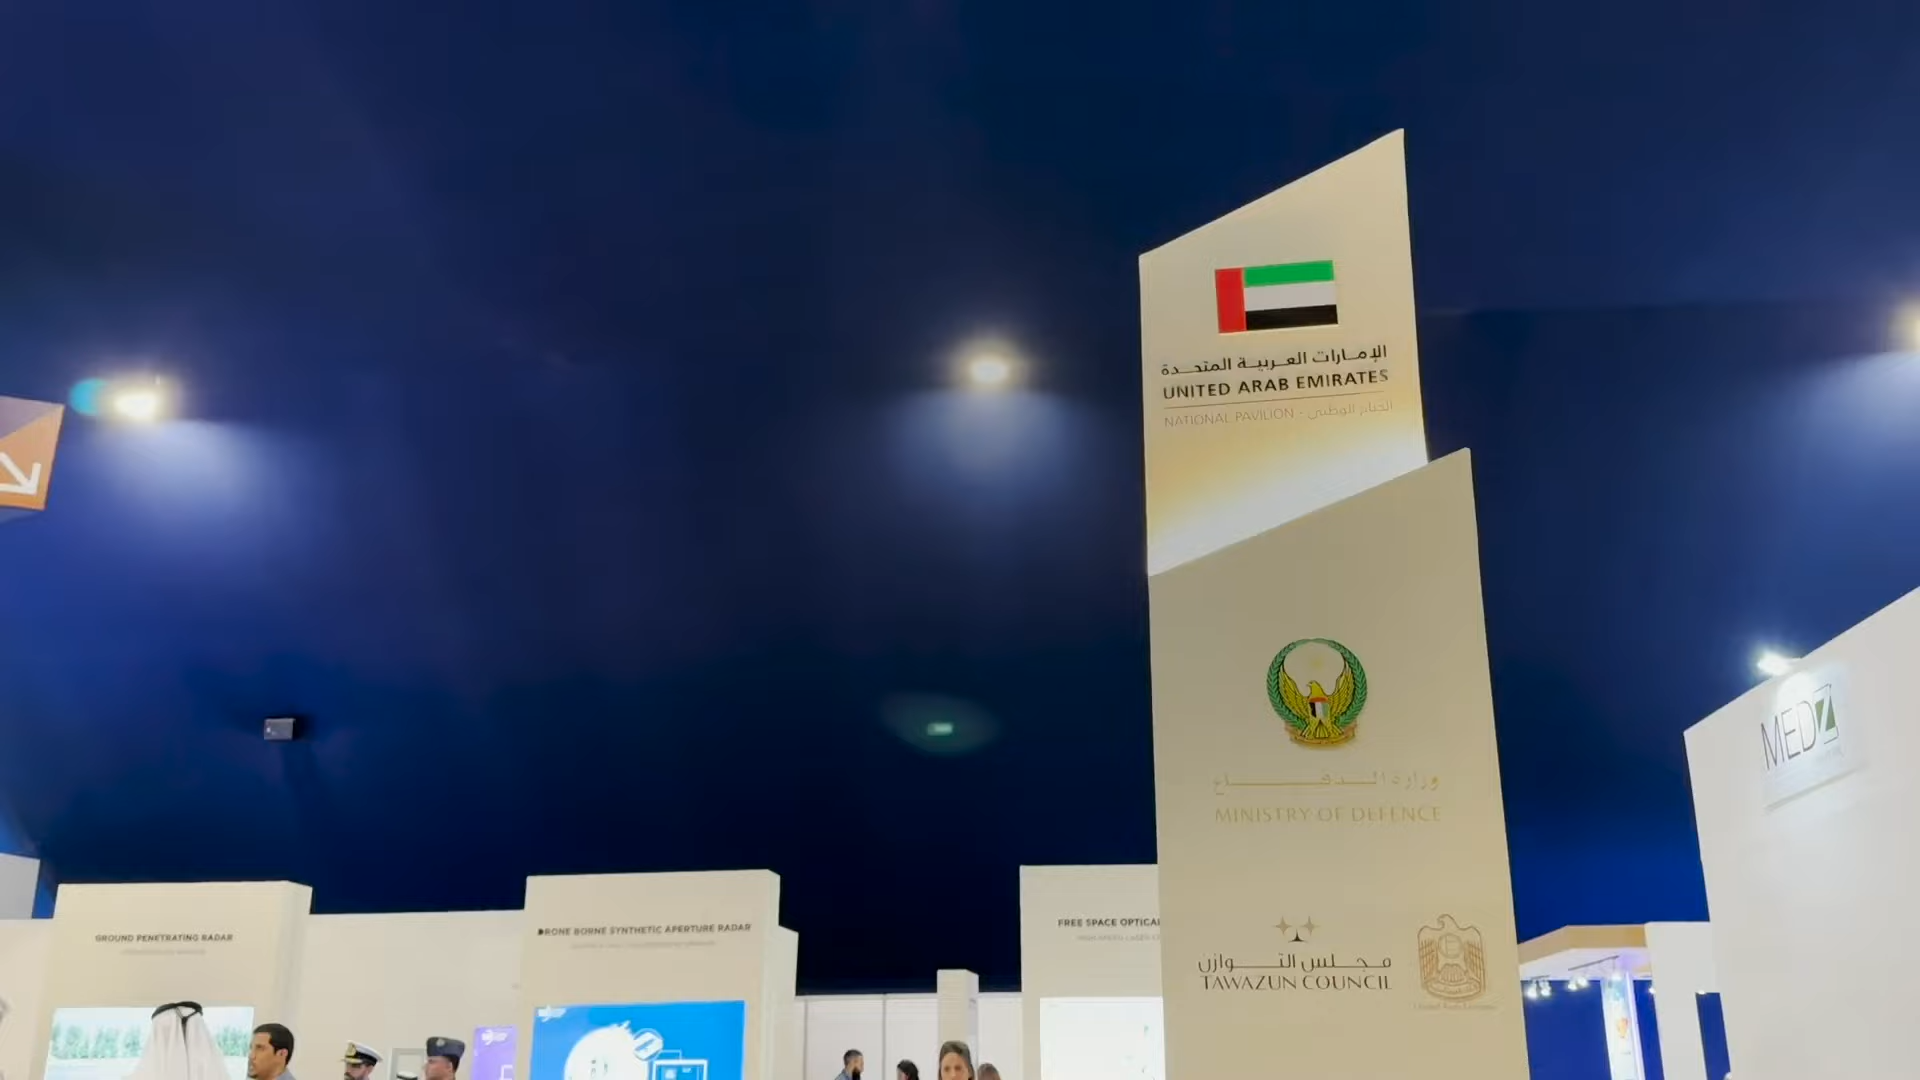 الإمارات العربية المتحدة
UNITED ARAB EMIRATES
NATIONAL PAVILION - الجناح الوطني
وزارة الدفاع
MINISTRY OF DEFENCE
مجلس التوازن
TAWAZUN COUNCIL
MEDZ
GROUND PENETRATING RADAR
DRONE BORNE SYNTHETIC APERTURE RADAR
FREE SPACE OPTICAL